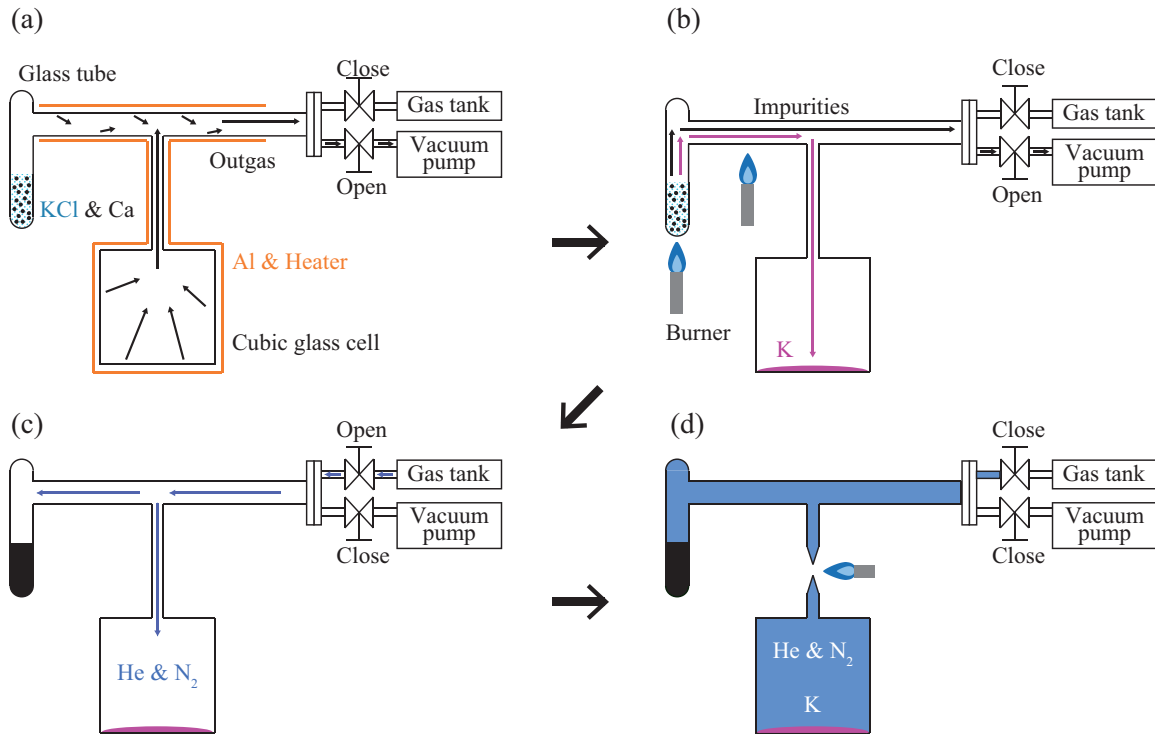 (a)
Glass tube
Close
Gas tank
Outgas
Vacuum
pump
Open
KCl & Ca
Al & Heater
Cubic glass cell
(b)
Close
Impurities
Gas tank
Vacuum
pump
Open
Burner
K
(c)
Open
Gas tank
Vacuum
pump
Close
He & N₂
(d)
Close
Gas tank
Vacuum
pump
Close
He & N₂
K